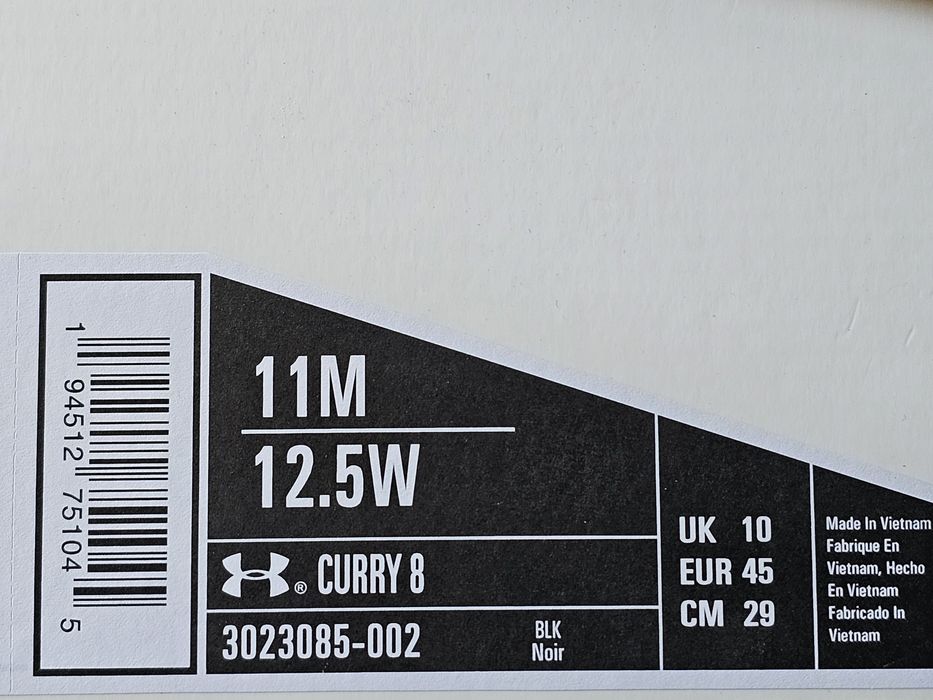 1 94512 75104 5
11M
12.5W
® CURRY 8
3023085-002
BLK
Noir
UK 10
EUR 45
CM 29
Made In Vietnam
Fabrique En
Vietnam, Hecho
En Vietnam
Fabricado In
Vietnam